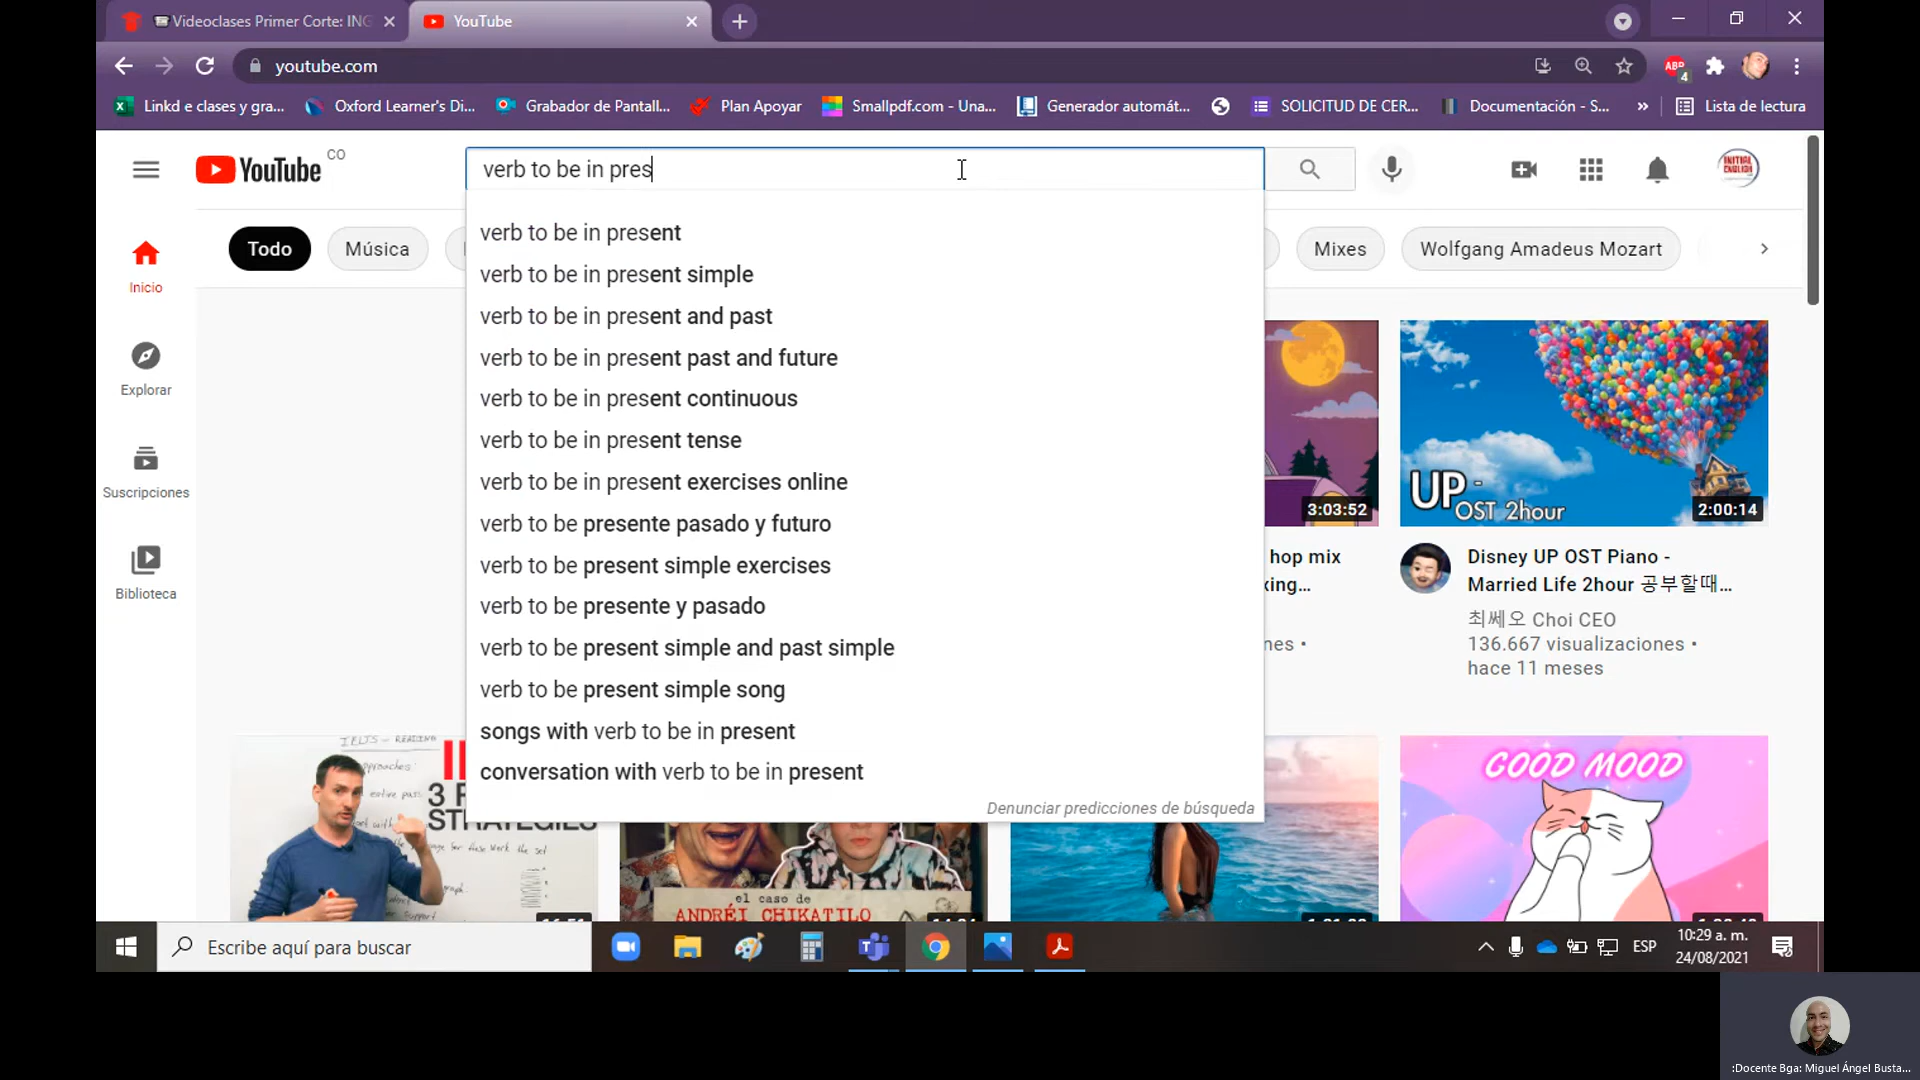 Videoclases Primer Corte: ING
YouTube
youtube.com
ABP
4
Linkd e clases y gra...
Oxford Learner's Di...
Grabador de Pantall...
Plan Apoyar
Smallpdf.com - Una...
Generador automát...
SOLICITUD DE CER...
Documentación - S...
Lista de lectura
YouTube CO
verb to be in pres
INITIAL ENGLISH
Todo
Música
Mixes
Wolfgang Amadeus Mozart
Inicio
Explorar
Suscripciones
Biblioteca
verb to be in present
verb to be in present simple
verb to be in present and past
verb to be in present past and future
verb to be in present continuous
verb to be in present tense
verb to be in present exercises online
verb to be presente pasado y futuro
verb to be present simple exercises
verb to be presente y pasado
verb to be present simple and past simple
verb to be present simple song
songs with verb to be in present
conversation with verb to be in present
Denunciar predicciones de búsqueda
3:03:52
UP -
OST 2hour
2:00:14
hop mix
king...
nes •
Disney UP OST Piano -
Married Life 2hour 공부할때...
최쎄오 Choi CEO
136.667 visualizaciones •
hace 11 meses
IELTS - READING
3
STRATEGIES
el caso de
ANDRÉI CHIKATILO
GOOD MOOD
Escribe aquí para buscar
ESP
10:29 a. m.
24/08/2021
:Docente Bga: Miguel Ángel Busta...